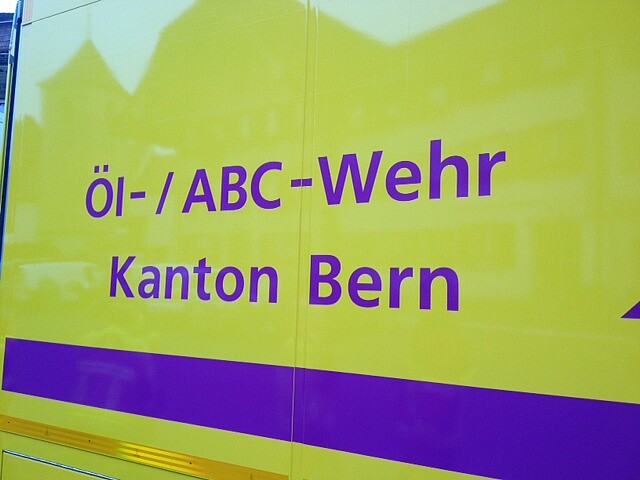 Öl- / ABC-Wehr
Kanton Bern